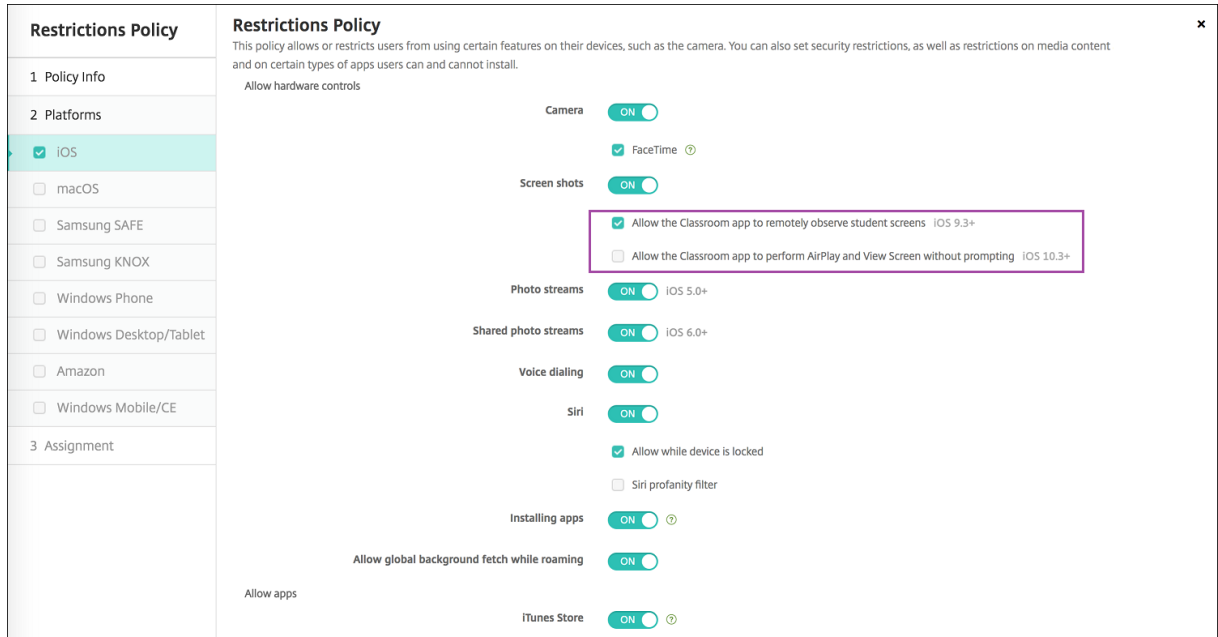 Restrictions Policy
1 Policy Info
2 Platforms
iOS
macOS
Samsung SAFE
Samsung KNOX
Windows Phone
Windows Desktop/Tablet
Amazon
Windows Mobile/CE
3 Assignment
Restrictions Policy
This policy allows or restricts users from using certain features on their devices, such as the camera. You can also set security restrictions, as well as restrictions on media content
and on certain types of apps users can and cannot install.
Allow hardware controls
Camera ON
FaceTime ?
Screen shots ON
Allow the Classroom app to remotely observe student screens iOS 9.3+
Allow the Classroom app to perform AirPlay and View Screen without prompting iOS 10.3+
Photo streams ON iOS 5.0+
Shared photo streams ON iOS 6.0+
Voice dialing ON
Siri ON
Allow while device is locked
Siri profanity filter
Installing apps ON ?
Allow global background fetch while roaming ON
Allow apps
iTunes Store ON ?